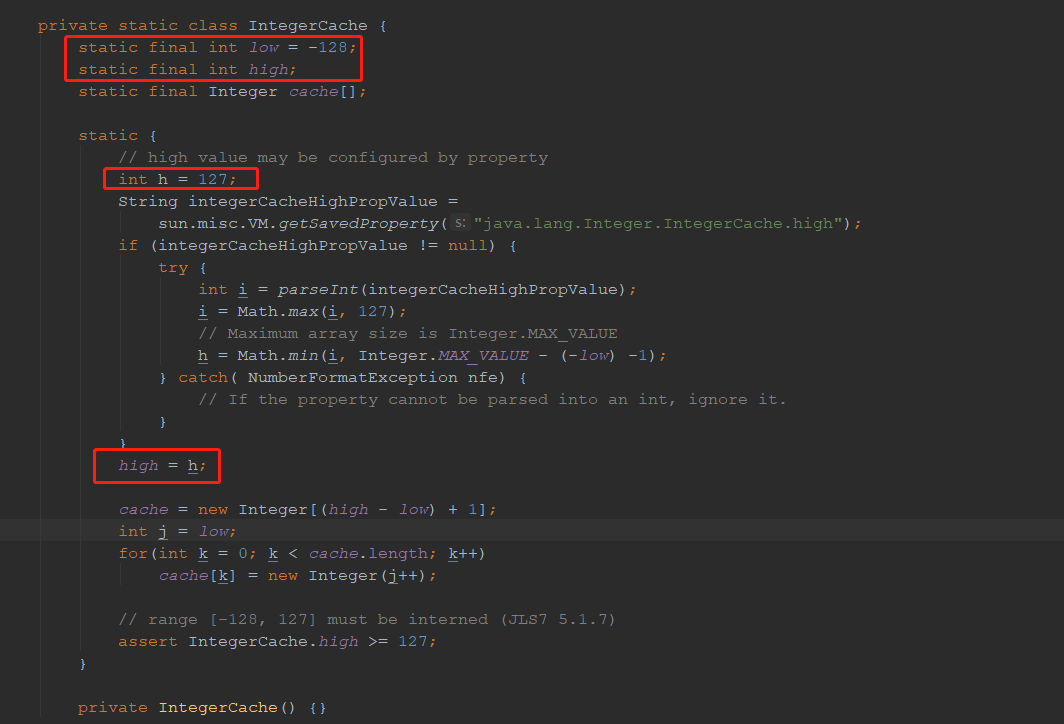 private static class IntegerCache {
static final int low = -128;
static final int high;
static final Integer cache[];
static {
// high value may be configured by property
int h = 127;
String integerCacheHighPropValue =
sun.misc.VM.getSavedProperty( s: "java.lang.Integer.IntegerCache.high");
if (integerCacheHighPropValue != null) {
try {
int i = parseInt(integerCacheHighPropValue);
i = Math.max(i, 127);
// Maximum array size is Integer.MAX_VALUE
h = Math.min(i, Integer.MAX_VALUE - (-low) -1);
} catch( NumberFormatException nfe) {
// If the property cannot be parsed into an int, ignore it.
}
}
high = h;
cache = new Integer[(high - low) + 1];
int j = low;
for(int k = 0; k < cache.length; k++)
cache[k] = new Integer(j++);
// range [-128, 127] must be interned (JLS7 5.1.7)
assert IntegerCache.high >= 127;
}
private IntegerCache() {}